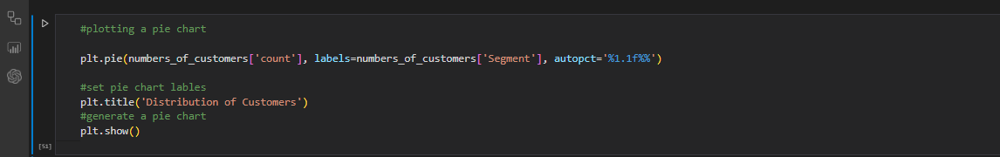 #plotting a pie chart
plt.pie(numbers_of_customers['count'], labels=numbers_of_customers['Segment'], autopct='%1.1f%%')
#set pie chart lables
plt.title('Distribution of Customers')
#generate a pie chart
plt.show()
[51]